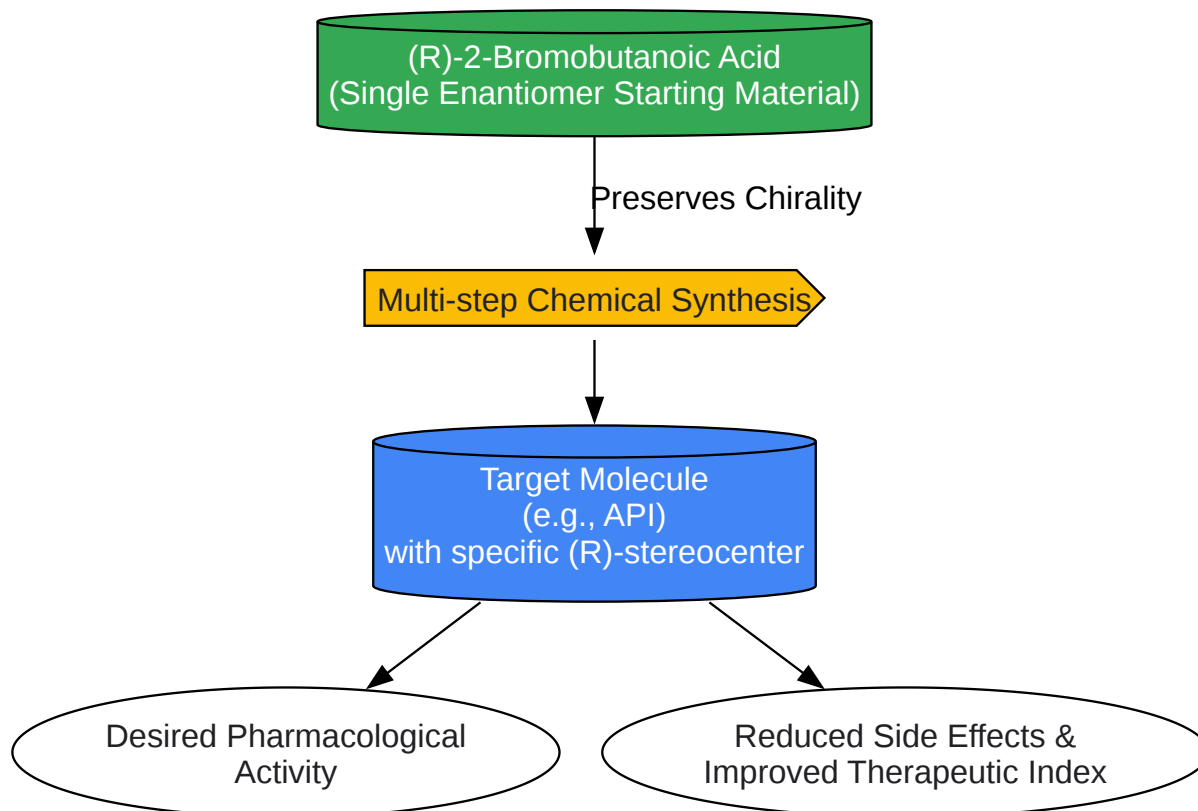 (R)-2-Bromobutanoic Acid
(Single Enantiomer Starting Material)
Preserves Chirality
Multi-step Chemical Synthesis
Target Molecule
(e.g., API)
with specific (R)-stereocenter
Desired Pharmacological
Activity
Reduced Side Effects &
Improved Therapeutic Index